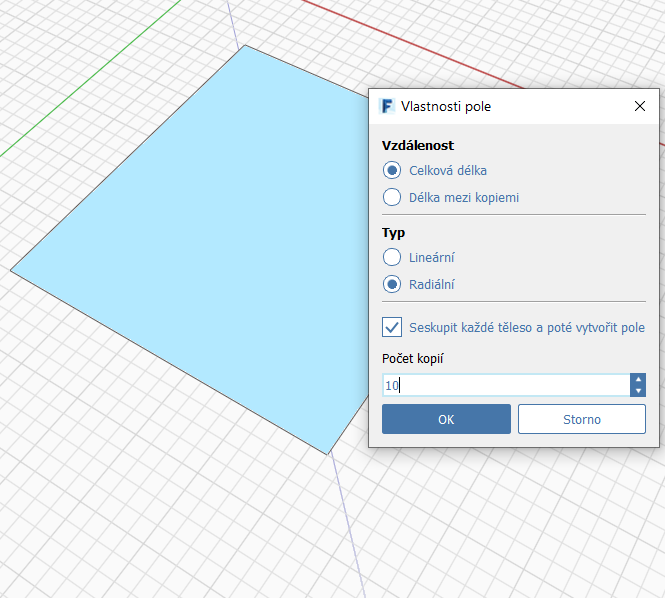 Vlastnosti pole
Vzdálenost
Celková délka
Délka mezi kopiemi
Typ
Lineární
Radiální
Seskupit každé těleso a poté vytvořit pole
Počet kopií
10
OK
Storno